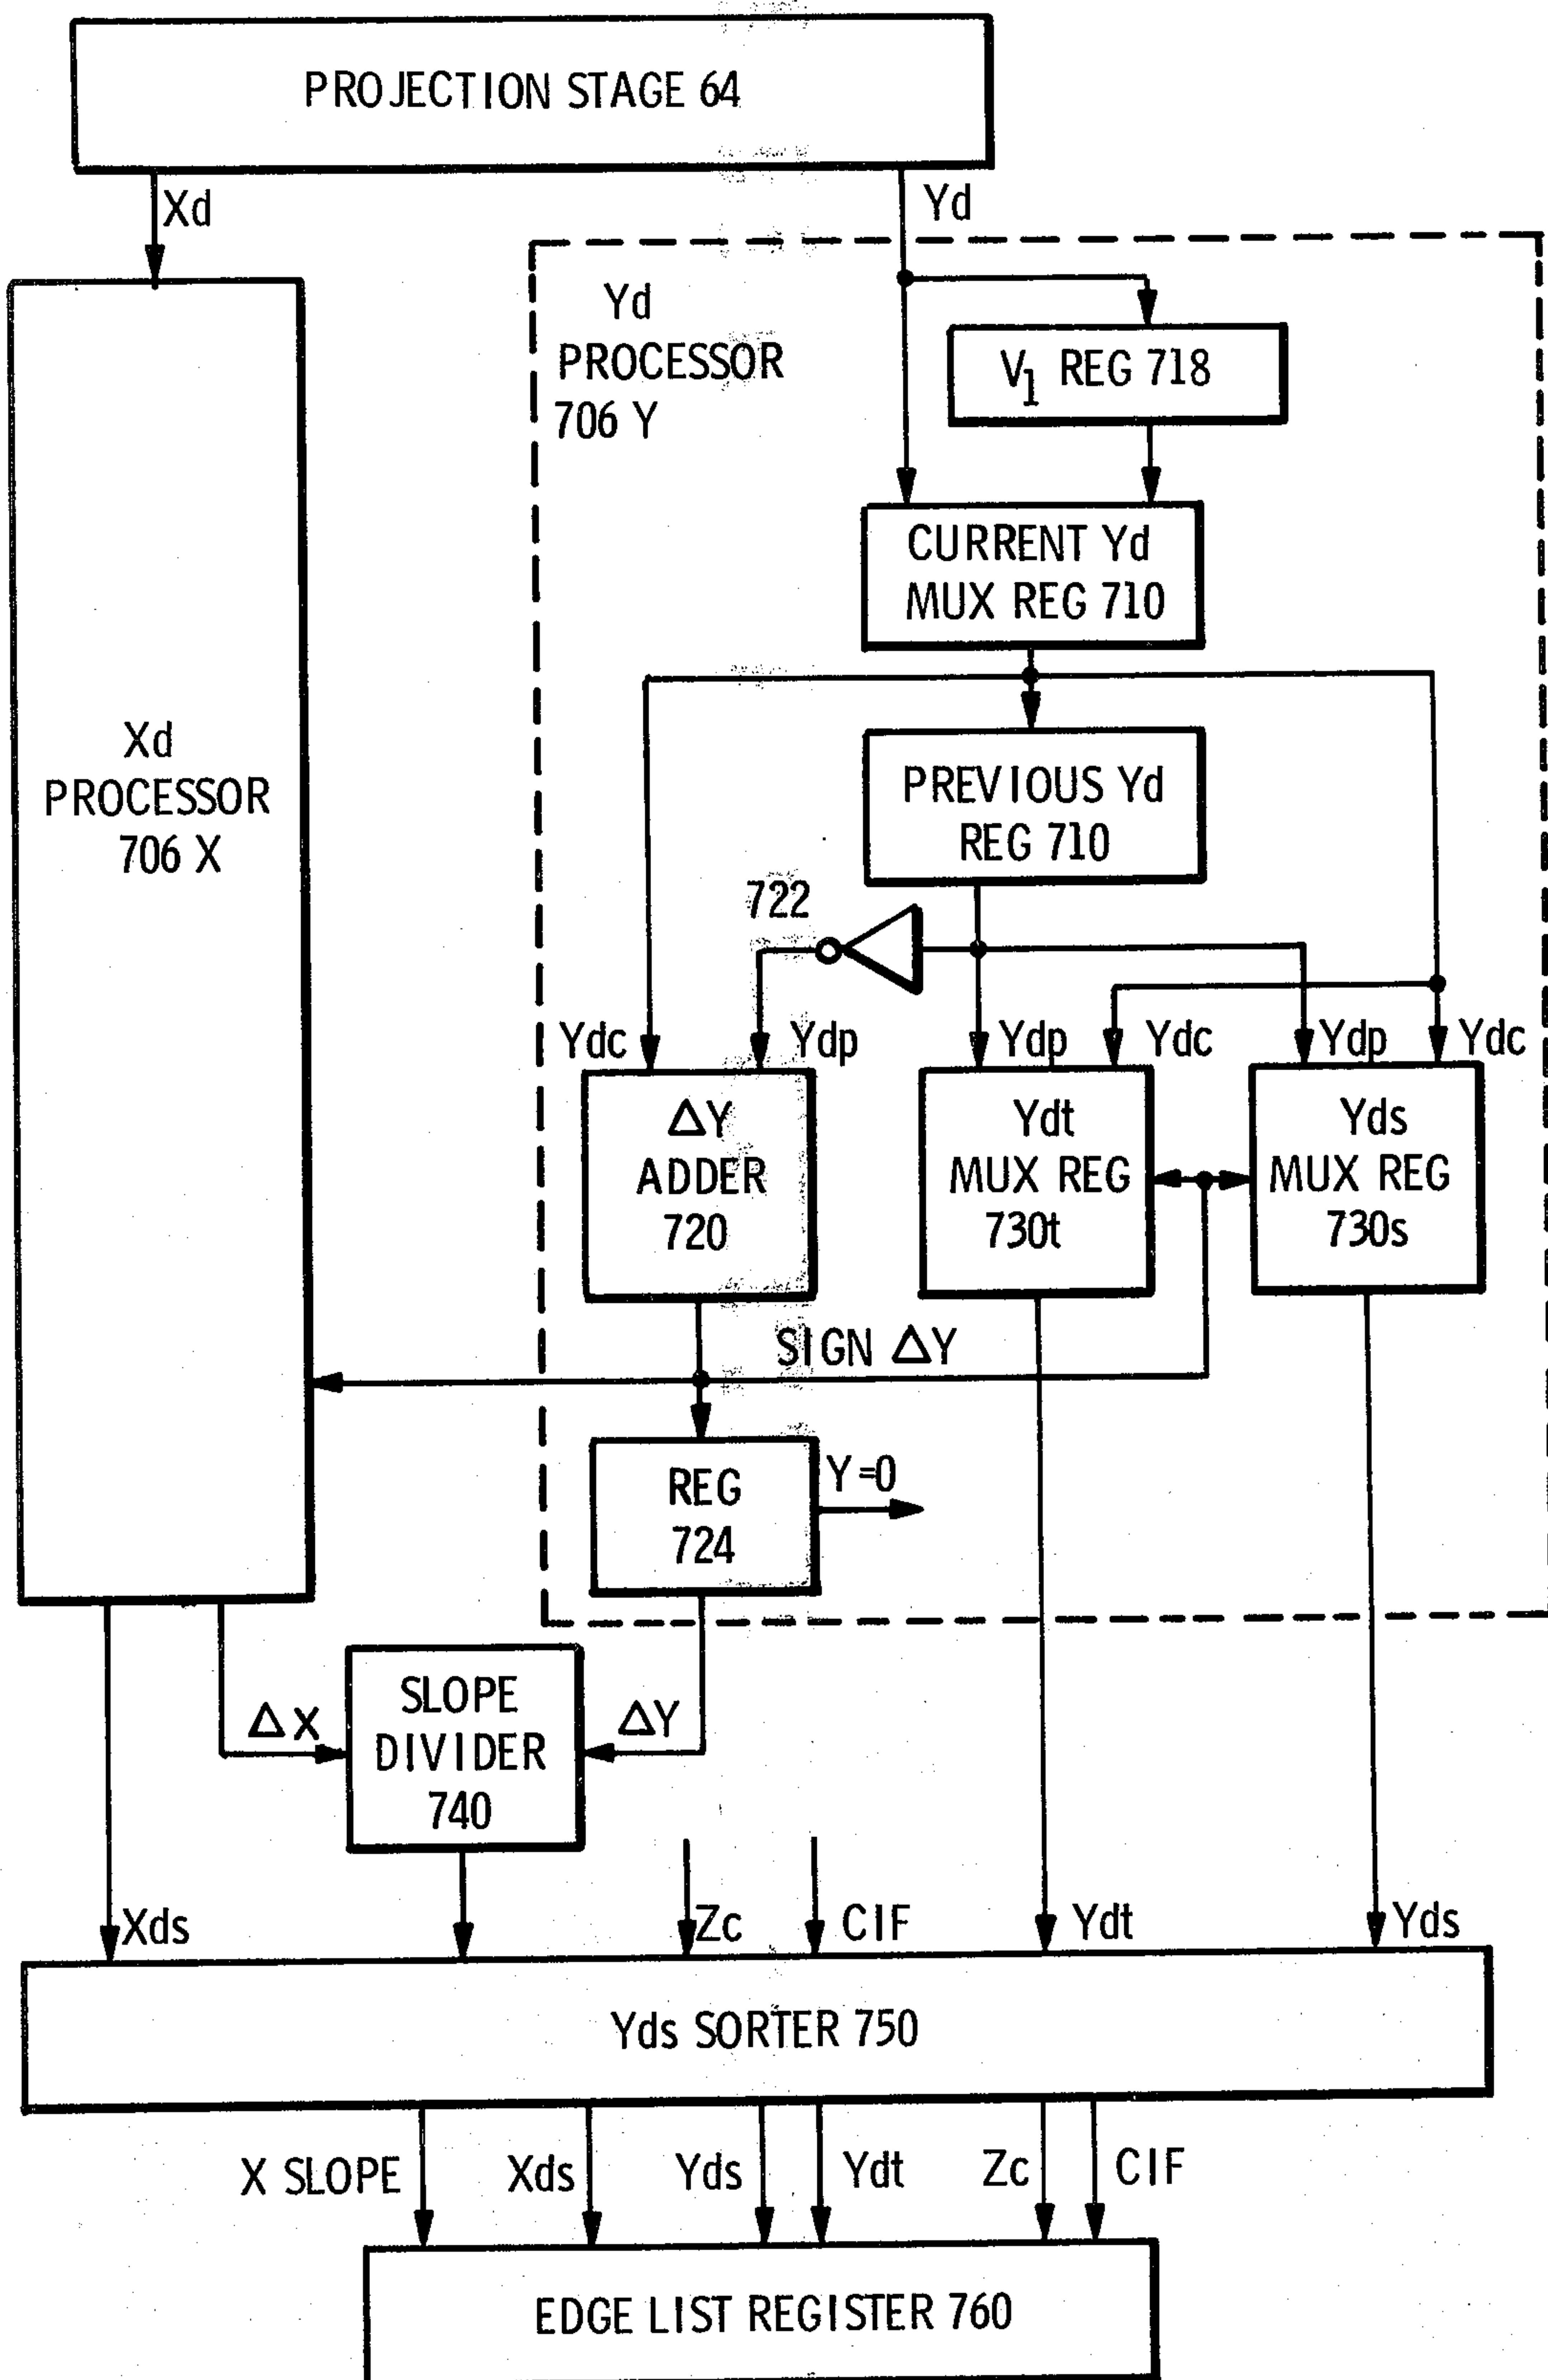 PROJECTION STAGE 64
Xd
Yd
Yd
PROCESSOR
706 Y
V1 REG 718
CURRENT Yd
MUX REG 710
Xd
PROCESSOR
706 X
PREVIOUS Yd
REG 710
722
Ydc
Ydp
Ydp
Ydc
Ydp
Ydc
ΔY
ADDER
720
Ydt
MUX REG
730t
Yds
MUX REG
730s
SIGN ΔY
REG
724
Y=0
SLOPE
DIVIDER
740
ΔX
ΔY
Xds
Zc
CIF
Ydt
Yds
Yds SORTER 750
X SLOPE
Xds
Yds
Ydt
Zc
CIF
EDGE LIST REGISTER 760